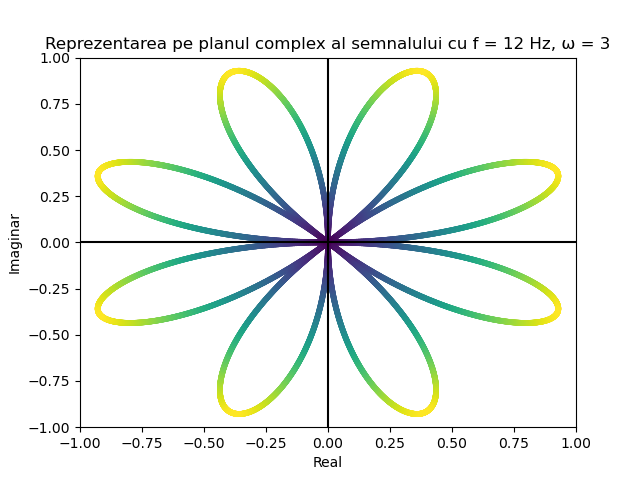 Reprezentarea pe planul complex al semnalului cu f = 12 Hz, ω = 3
1.00
0.75
0.50
0.25
0.00
−0.25
−0.50
−0.75
−1.00
Imaginar
−1.00 −0.75 −0.50 −0.25 0.00 0.25 0.50 0.75 1.00
Real